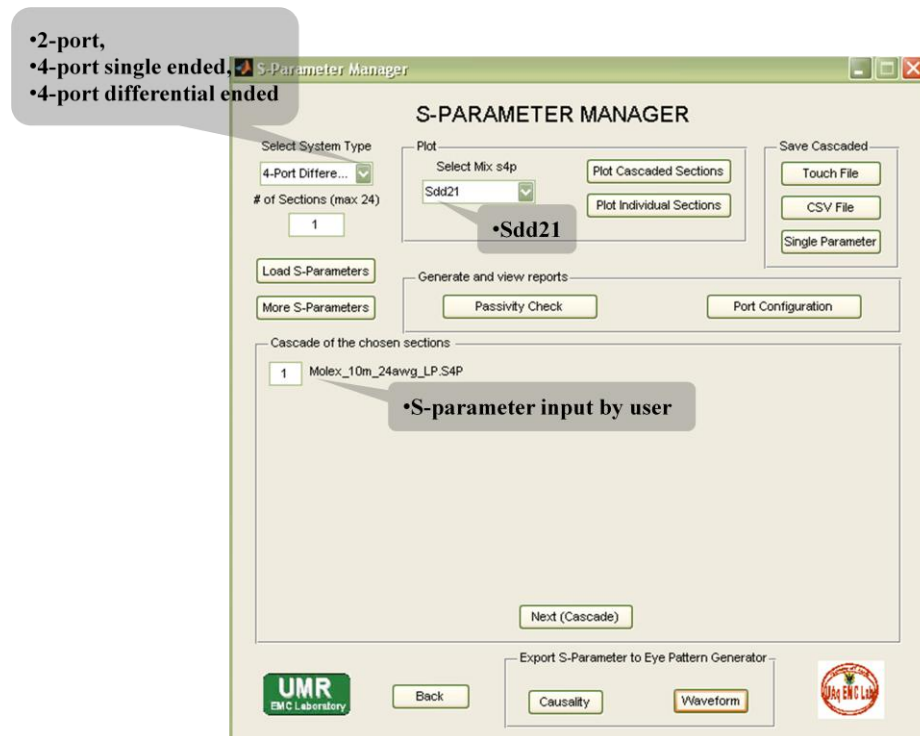 •2-port,
•4-port single ended,
•4-port differential ended
S-Parameter Manager
S-PARAMETER MANAGER
Select System Type
4-Port Differe...
# of Sections (max 24)
1
Load S-Parameters
More S-Parameters
Plot
Select Mix s4p
Sdd21
•Sdd21
Plot Cascaded Sections
Plot Individual Sections
Save Cascaded
Touch File
CSV File
Single Parameter
Generate and view reports
Passivity Check
Port Configuration
Cascade of the chosen sections
1 Molex_10m_24awg_LP.S4P
•S-parameter input by user
Next (Cascade)
UMR
EMC Laboratory
Back
Export S-Parameter to Eye Pattern Generator
Causality
Waveform
UAq EMC Lab